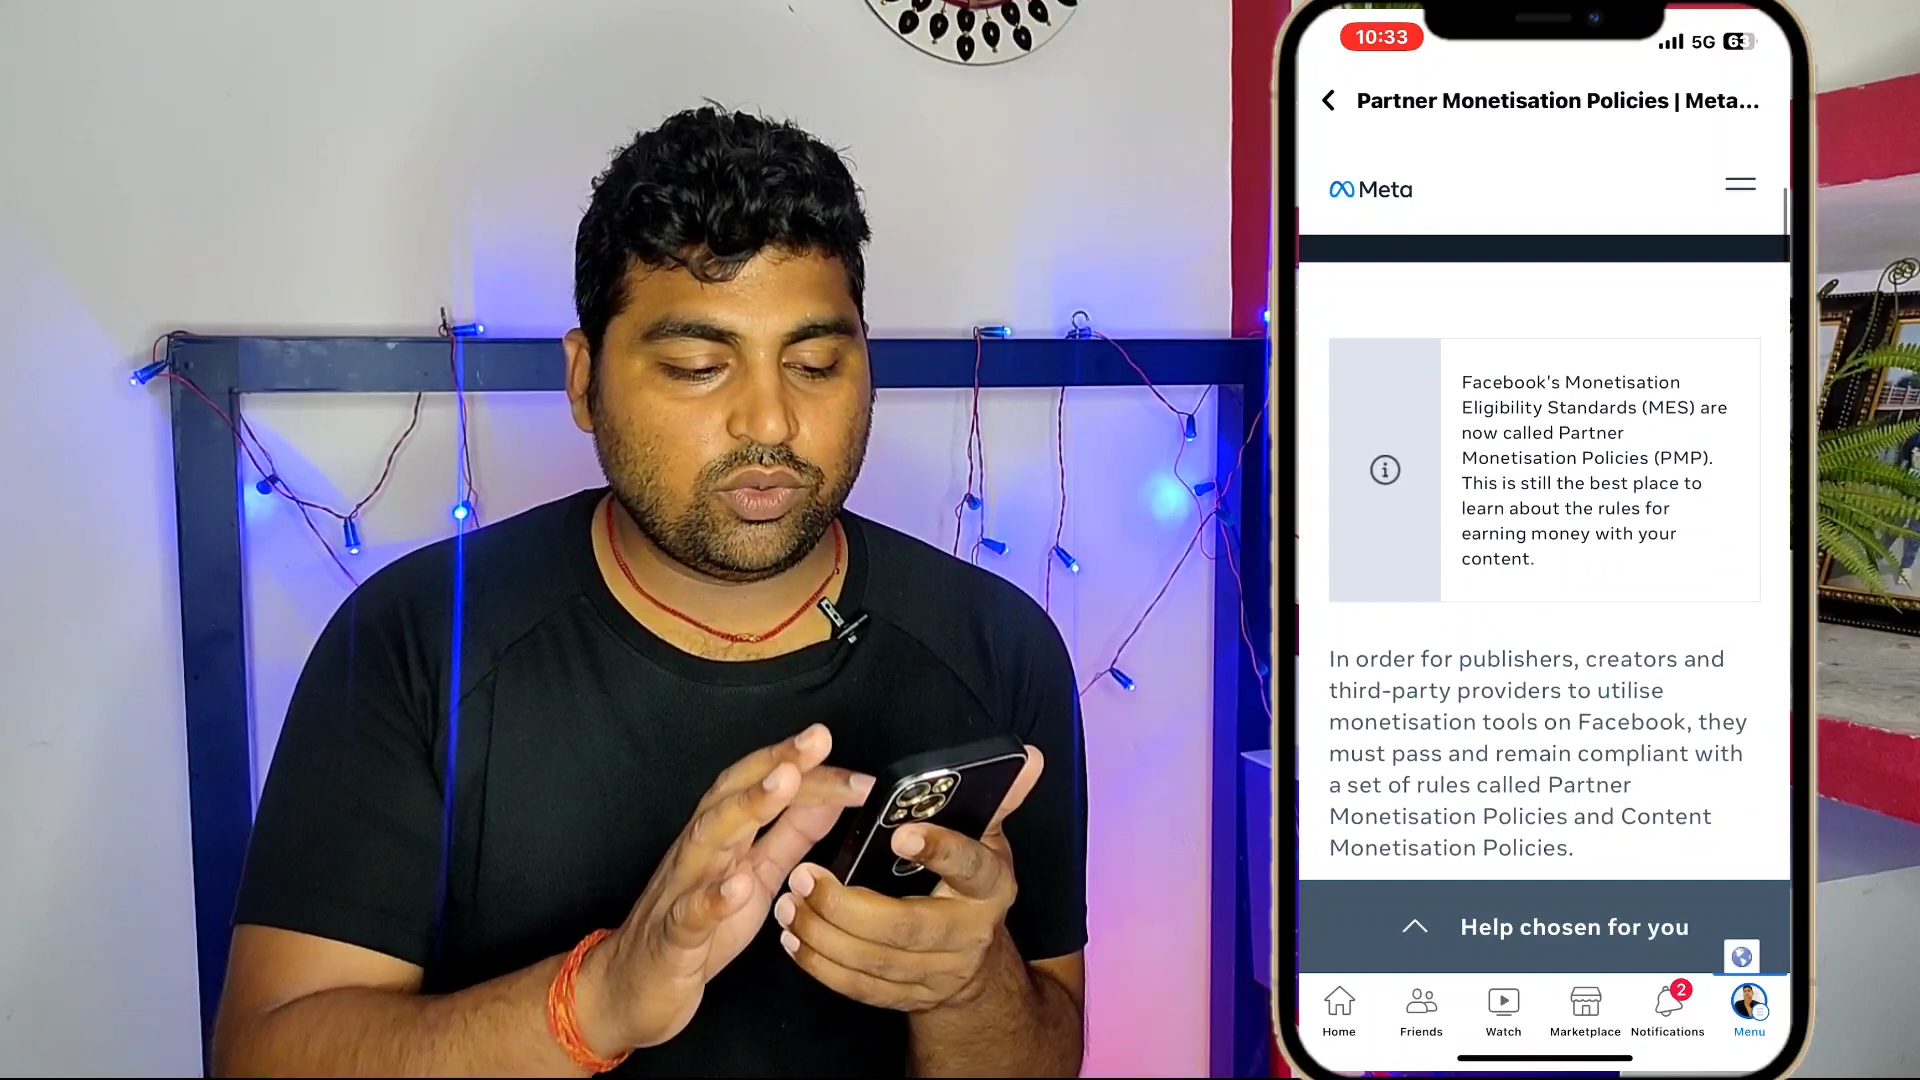 10:33
5G
63
Partner Monetisation Policies | Meta...
Meta
Facebook's Monetisation
Eligibility Standards (MES) are
now called Partner
Monetisation Policies (PMP).
This is still the best place to
learn about the rules for
earning money with your
content.
In order for publishers, creators and
third-party providers to utilise
monetisation tools on Facebook, they
must pass and remain compliant with
a set of rules called Partner
Monetisation Policies and Content
Monetisation Policies.
Help chosen for you
2
Home
Friends
Watch
Marketplace
Notifications
Menu